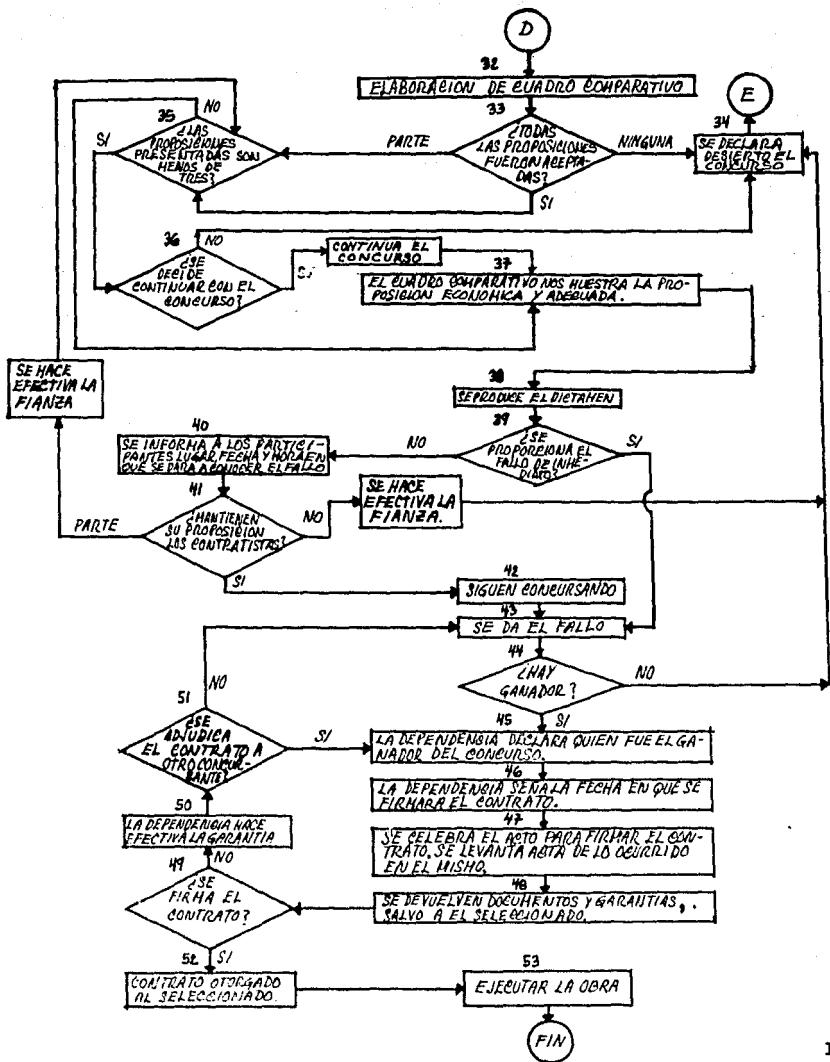 D
32
ELABORACION DE CUADRO COMPARATIVO
33
¿TODAS
LAS PROPOSICIONES
FUERON ACEPTA-
DAS?
PARTE
NINGUNA
SI
E
34
SE DECLARA
DESIERTO EL
CONCURSO
35
NO
SI
¿LAS
PROPOSICIONES
PRESENTADAS SON
MENOS DE
TRES?
36
NO
¿SE
DECIDE
CONTINUAR CON EL
CONCURSO?
SI
CONTINUA EL
CONCURSO
37
EL CUADRO COMPARATIVO NOS MUESTRA LA PRO-
POSICION ECONOMICA Y ADECUADA.
SE HACE
EFECTIVA LA
FIANZA
38
SE PRODUCE EL DICTAMEN
39
¿SE
PROPORCIONA EL
FALLO DE INME-
DIATO?
NO
SI
40
SE INFORMA A LOS PARTICI-
PANTES LUGAR, FECHA Y HORA EN
QUE SE DARA A CONOCER EL FALLO
41
¿MANTIENEN
SU PROPOSICION
LOS CONTRATISTAS?
PARTE
NO
SI
SE HACE
EFECTIVA LA
FIANZA.
42
SIGUEN CONCURSANDO
43
SE DA EL FALLO
44
¿HAY
GANADOR?
NO
SI
45
LA DEPENDENCIA DECLARA QUIEN FUE EL GA-
NADOR DEL CONCURSO.
46
LA DEPENDENCIA SEÑALA LA FECHA EN QUE SE
FIRMARA EL CONTRATO.
47
SE CELEBRA EL ACTO PARA FIRMAR EL CON-
TRATO. SE LEVANTA ACTA DE LO OCURRIDO
EN EL MISMO.
48
SE DEVUELVEN DOCUMENTOS Y GARANTIAS,
SALVO A EL SELECCIONADO.
51
NO
¿SE
ADJUDICA
EL CONTRATO A
OTRO CONCUR-
SANTE?
SI
50
LA DEPENDENCIA HACE
EFECTIVA LA GARANTIA
49
NO
¿SE
FIRMA EL
CONTRATO?
52
SI
CONTRATO OTORGADO
AL SELECCIONADO.
53
EJECUTAR LA OBRA
FIN